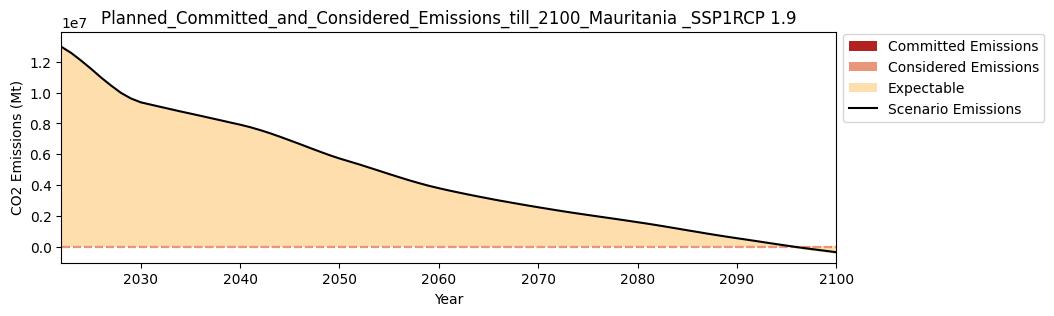 Planned_Committed_and_Considered_Emissions_till_2100_Mauritania _SSP1RCP 1.9
1e7
1.2
1.0
0.8
0.6
0.4
0.2
0.0
CO2 Emissions (Mt)
2030 2040 2050 2060 2070 2080 2090 2100
Year
Committed Emissions
Considered Emissions
Expectable
Scenario Emissions